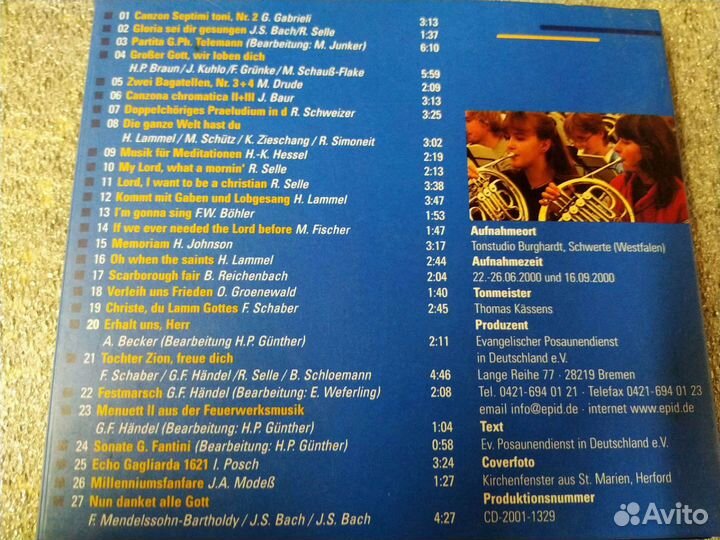 01 Canzon Septimi toni, Nr. 2 G. Gabrieli 3:13
02 Gloria sei dir gesungen J.S. Bach/R. Selle 1:37
03 Partita G.Ph. Telemann (Bearbeitung: M. Junker) 6:10
04 Großer Gott, wir loben dich
H.P. Braun/J. Kuhlo/F. Grünke/M. Schauß-Flake 5:59
05 Zwei Bagatellen, Nr. 3+4 M. Drude 2:09
06 Canzona chromatica II+III J. Baur 3:13
07 Doppelchöriges Praeludium in d R. Schweizer 3:25
08 Die ganze Welt hast du
H. Lammel/M. Schütz/K. Zieschang/R. Simoneit 3:02
09 Musik für Meditationen H.-K. Hessel 2:19
10 My Lord, what a mornin' R. Selle 2:13
11 Lord, I want to be a christian R. Selle 3:38
12 Kommt mit Gaben und Lobgesang H. Lammel 3:47
13 I'm gonna sing F.W. Böhler 1:53
14 If we ever needed the Lord before M. Fischer 1:47
15 Memoriam H. Johnson 3:17
16 Oh when the saints H. Lammel 2:44
17 Scarborough fair B. Reichenbach 2:04
18 Verleih uns Frieden O. Groenewald 1:40
19 Christe, du Lamm Gottes F. Schaber 2:45
20 Erhalt uns, Herr
A. Becker (Bearbeitung H.P. Günther) 2:11
21 Tochter Zion, freue dich
F. Schaber/G.F. Händel/R. Selle/B. Schloemann 4:46
22 Festmarsch G.F. Händel (Bearbeitung: E. Weferling) 2:08
23 Menuett II aus der Feuerwerksmusik
G.F. Händel (Bearbeitung: H.P. Günther) 1:04
24 Sonate G. Fantini (Bearbeitung: H.P. Günther) 0:58
25 Echo Gagliarda 1621 I. Posch 3:24
26 Millenniumsfanfare J.A. Modeß 1:27
27 Nun danket alle Gott
F. Mendelssohn-Bartholdy / J.S. Bach / J.S. Bach 4:27
Aufnahmeort
Tonstudio Burghardt, Schwerte (Westfalen)
Aufnahmezeit
22.-26.06.2000 und 16.09.2000
Tonmeister
Thomas Kässens
Produzent
Evangelischer Posaunendienst
in Deutschland e.V.
Lange Reihe 77 · 28219 Bremen
Tel. 0421-694 01 21 · Telefax 0421-694 01 23
email info@epid.de · internet www.epid.de
Text
Ev. Posaunendienst in Deutschland e.V.
Coverfoto
Kirchenfenster aus St. Marien, Herford
Produktionsnummer
CD-2001-1329
Avito